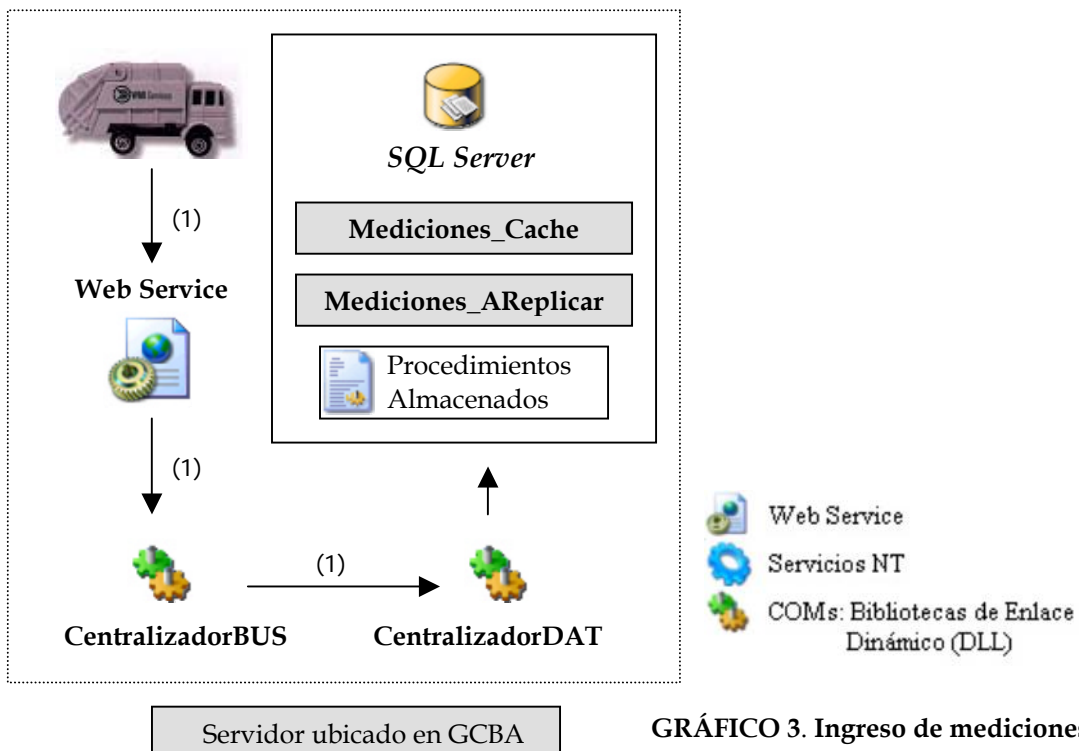 SQL Server
(1)
Mediciones_Cache
Web Service
Mediciones_AReplicar
Procedimientos
Almacenados
(1)
(1)
CentralizadorBUS
CentralizadorDAT
Web Service
Servicios NT
COMs: Bibliotecas de Enlace
Dinámico (DLL)
Servidor ubicado en GCBA
GRÁFICO 3. Ingreso de mediciones